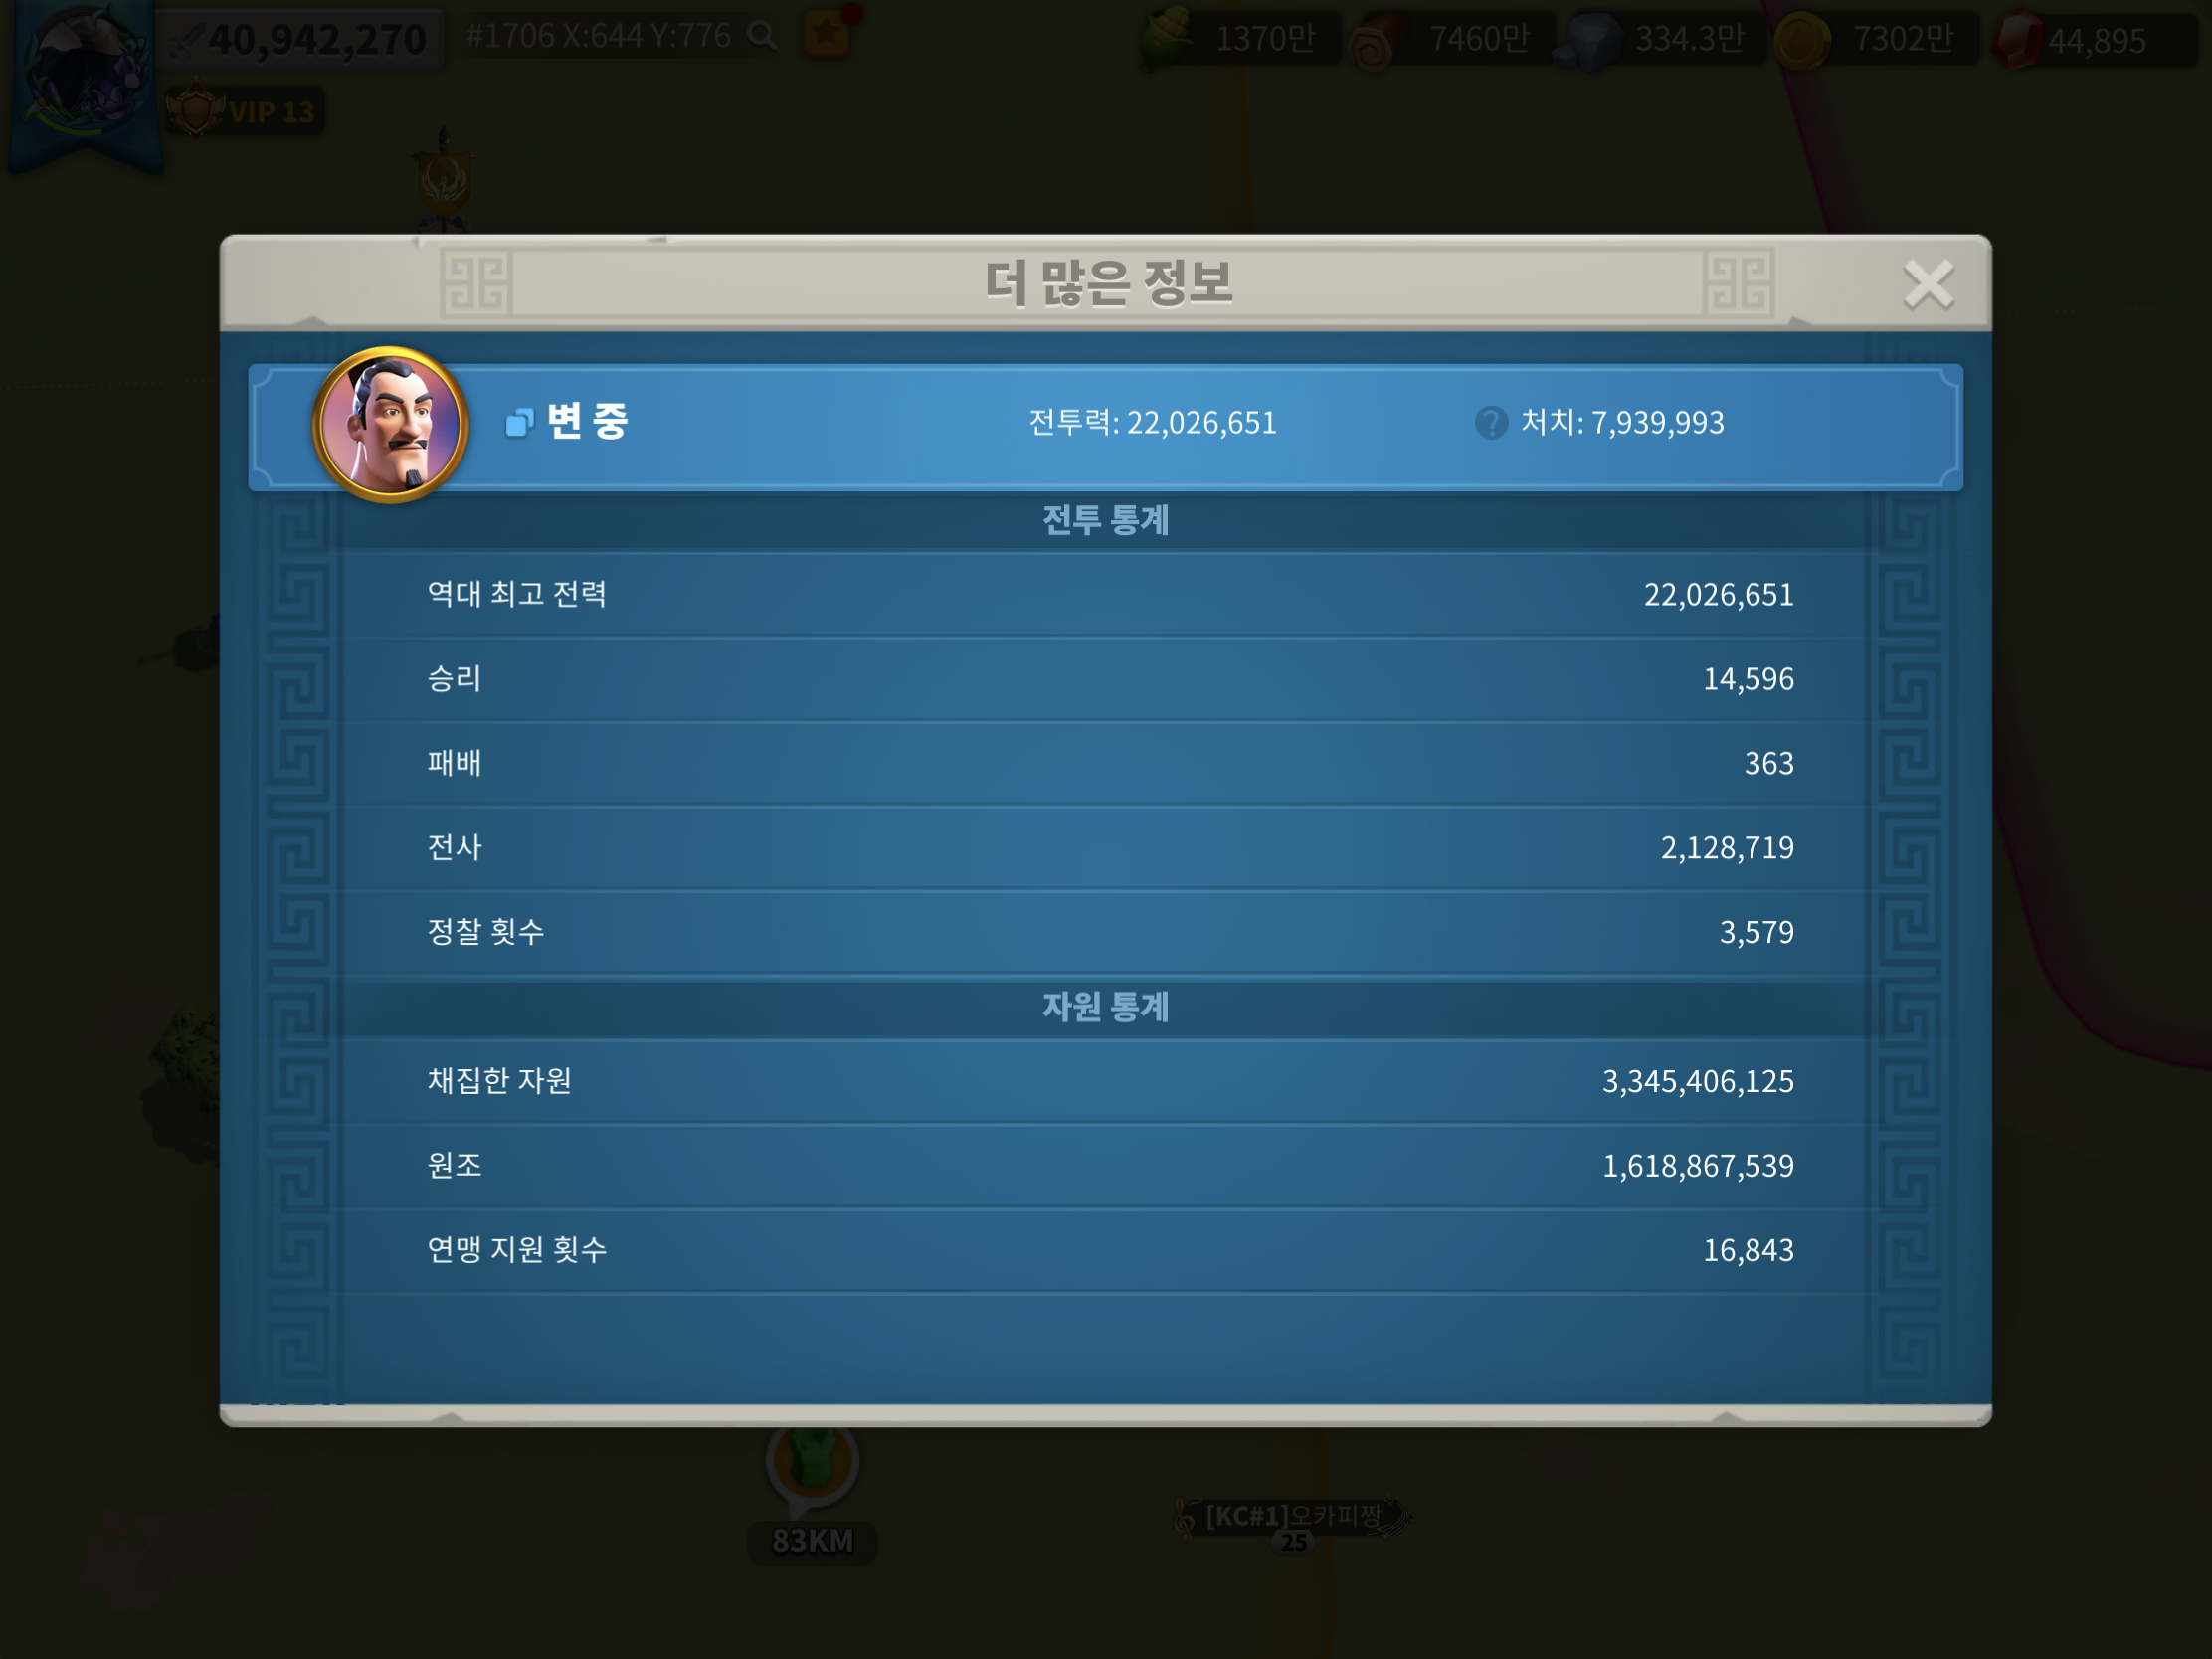 40,942,270
#1706 X:644 Y:776
1370만
7460만
334.3만
7302만
44,895
VIP 13
더 많은 정보
변 중
전투력: 22,026,651
? 처치: 7,939,993
전투 통계
역대 최고 전력 22,026,651
승리 14,596
패배 363
전사 2,128,719
정찰 횟수 3,579
자원 통계
채집한 자원 3,345,406,125
원조 1,618,867,539
연맹 지원 횟수 16,843
83KM
[KC#1]오카피짱
25